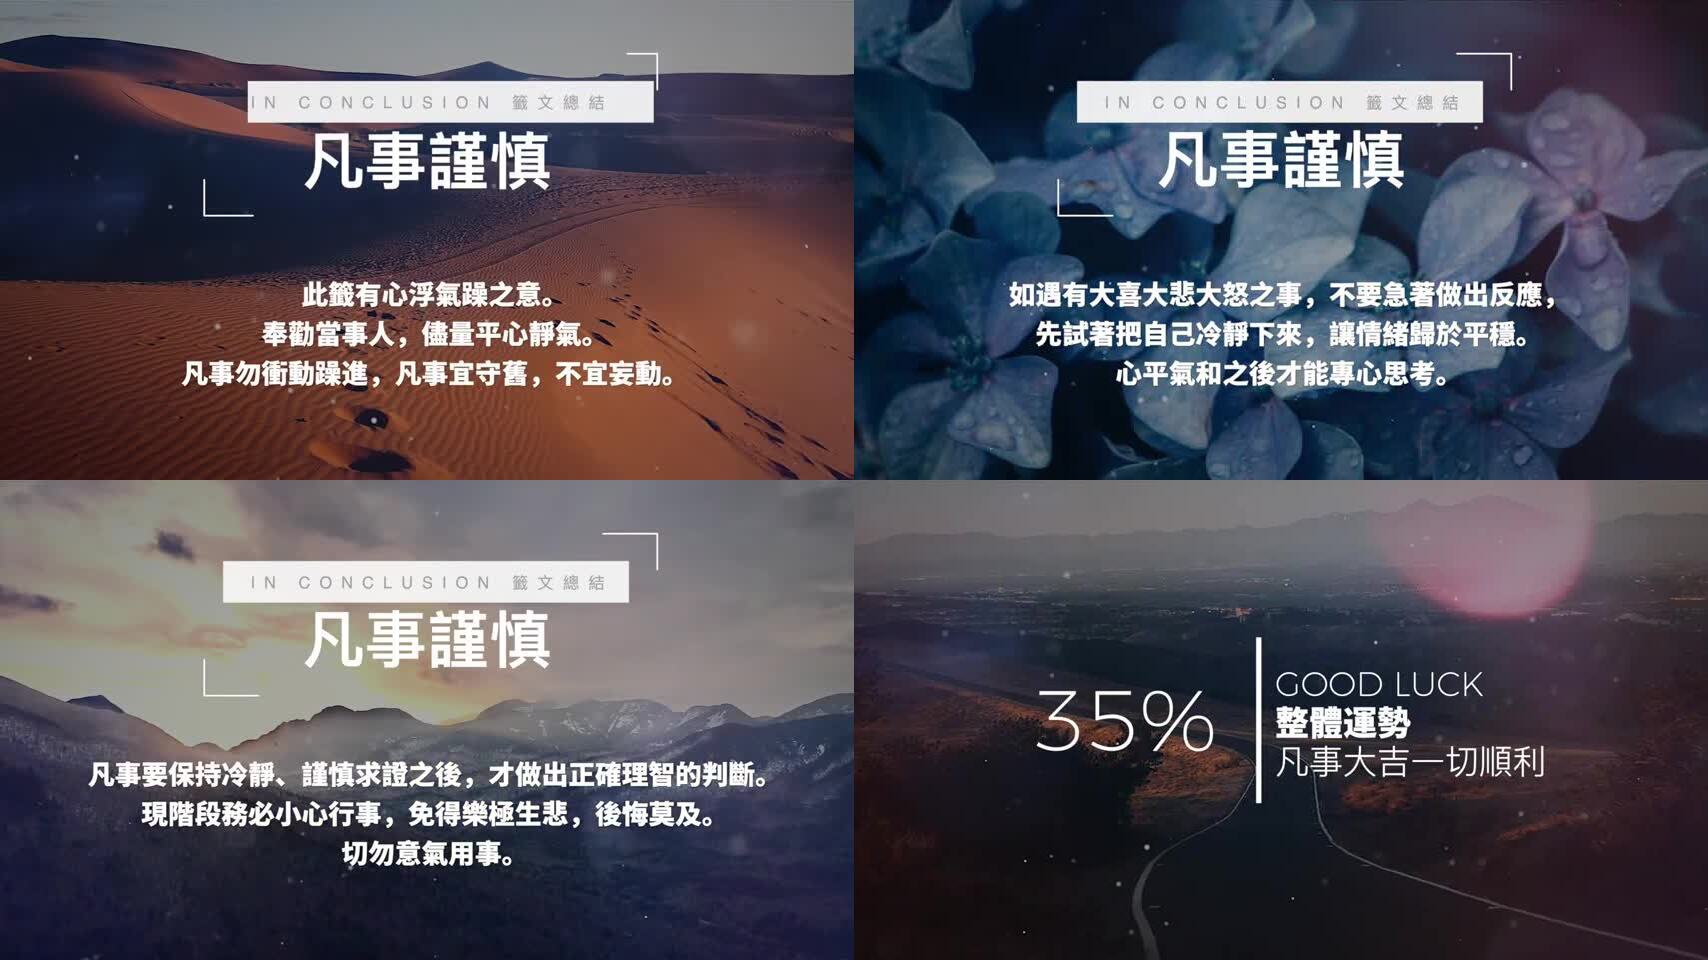 IN CONCLUSION 籤文總結
凡事謹慎
此籤有心浮氣躁之意。
奉勸當事人，儘量平心靜氣。
凡事勿衝動躁進，凡事宜守舊，不宜妄動。
IN CONCLUSION 籤文總結
凡事謹慎
如遇有大喜大悲大怒之事，不要急著做出反應，
先試著把自己冷靜下來，讓情緒歸於平穩。
心平氣和之後才能專心思考。
IN CONCLUSION 籤文總結
凡事謹慎
凡事要保持冷靜、謹慎求證之後，才做出正確理智的判斷。
現階段務必小心行事，免得樂極生悲，後悔莫及。
切勿意氣用事。
35%
GOOD LUCK
整體運勢
凡事大吉一切順利